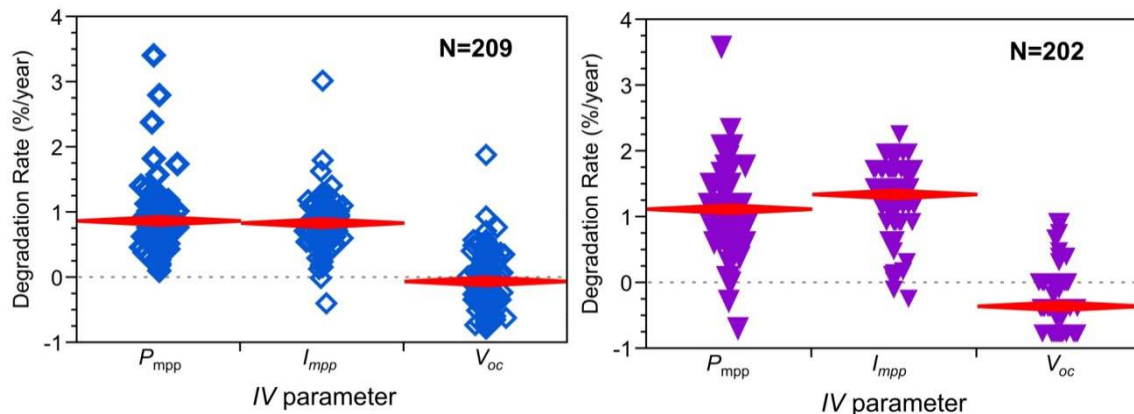 4
3
2
1
0
-1
Degradation Rate (%/year)
N=209
Pmpp
Impp
Voc
IV parameter
4
3
2
1
0
-1
Degradation Rate (%/year)
N=202
Pmpp
Impp
Voc
IV parameter